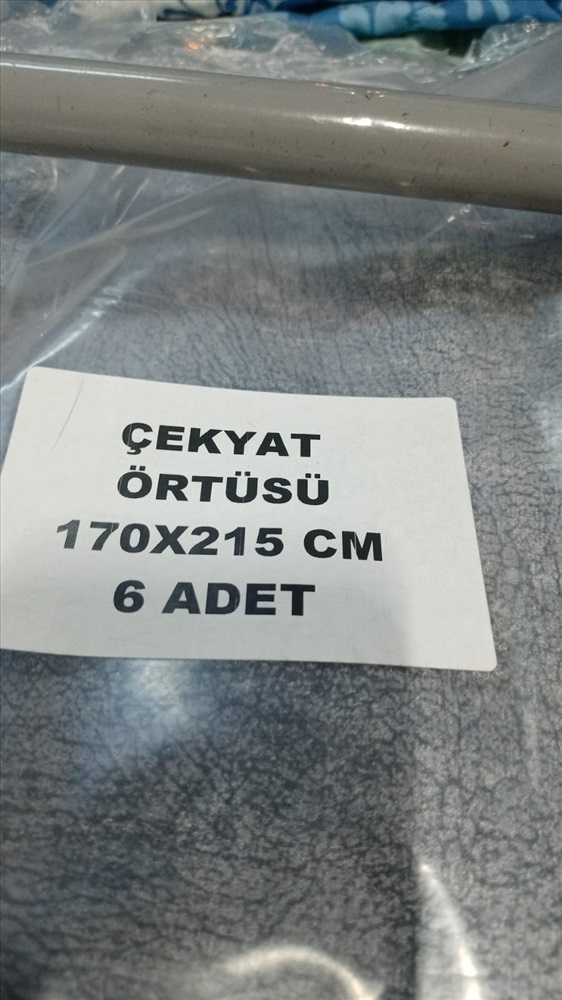 ÇEKYAT
ÖRTÜSÜ
170X215 CM
6 ADET